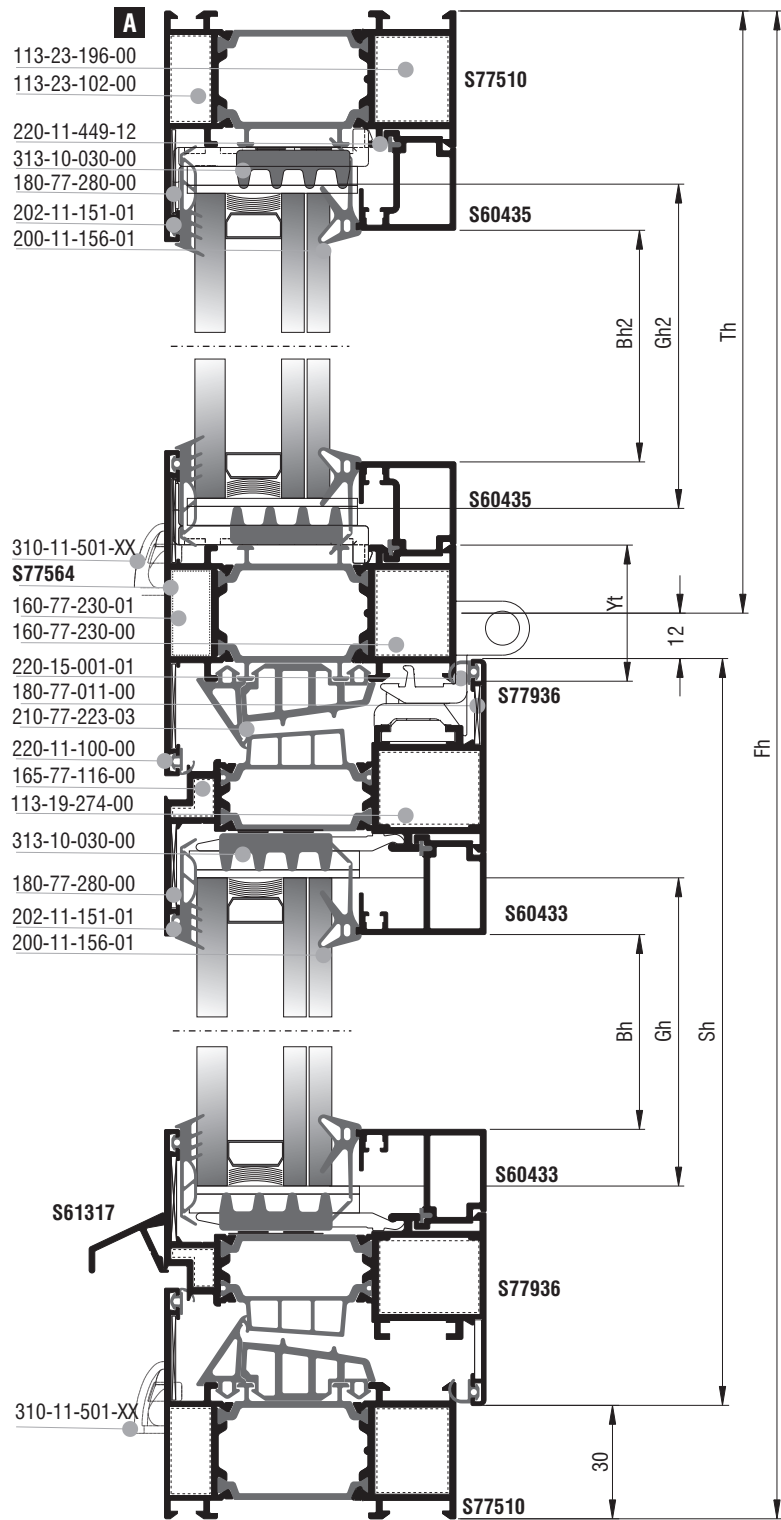 A
113-23-196-00
113-23-102-00
S77510
220-11-449-12
313-10-030-00
180-77-280-00
202-11-151-01
200-11-156-01
S60435
Bh2
Gh2
Th
S60435
310-11-501-XX
S77564
160-77-230-01
160-77-230-00
Yt
12
220-15-001-01
180-77-011-00
210-77-223-03
S77936
Fh
220-11-100-00
165-77-116-00
113-19-274-00
313-10-030-00
180-77-280-00
202-11-151-01
200-11-156-01
S60433
Bh
Gh
Sh
S60433
S61317
S77936
310-11-501-XX
30
S77510